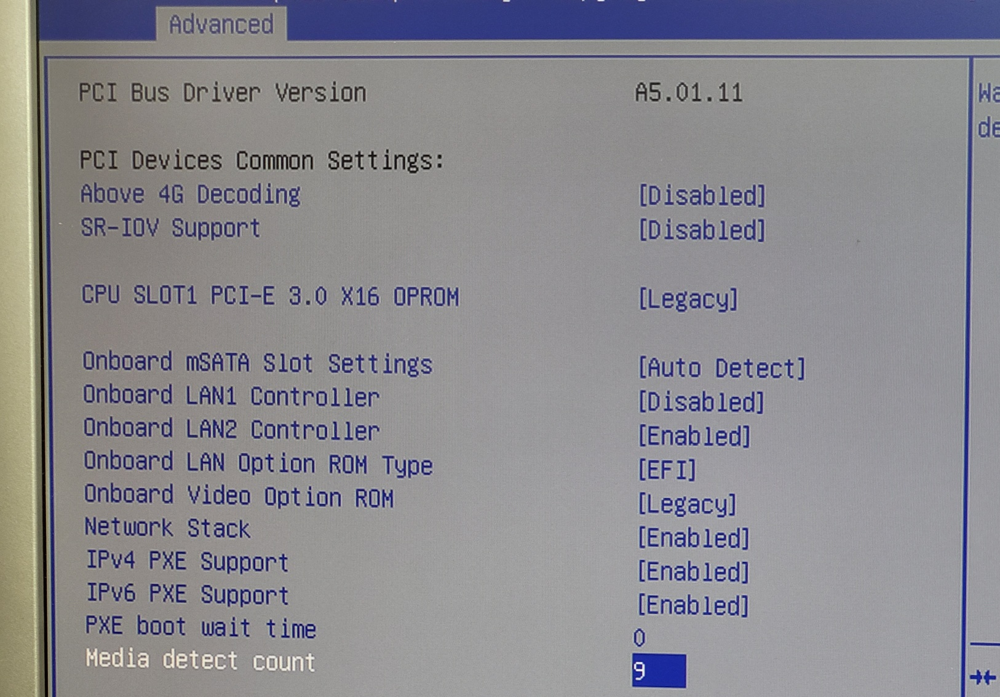 Advanced
PCI Bus Driver Version A5.01.11
PCI Devices Common Settings:
Above 4G Decoding [Disabled]
SR-IOV Support [Disabled]
CPU SLOT1 PCI-E 3.0 X16 OPROM [Legacy]
Onboard mSATA Slot Settings [Auto Detect]
Onboard LAN1 Controller [Disabled]
Onboard LAN2 Controller [Enabled]
Onboard LAN Option ROM Type [EFI]
Onboard Video Option ROM [Legacy]
Network Stack [Enabled]
IPv4 PXE Support [Enabled]
IPv6 PXE Support [Enabled]
PXE boot wait time 0
Media detect count 9